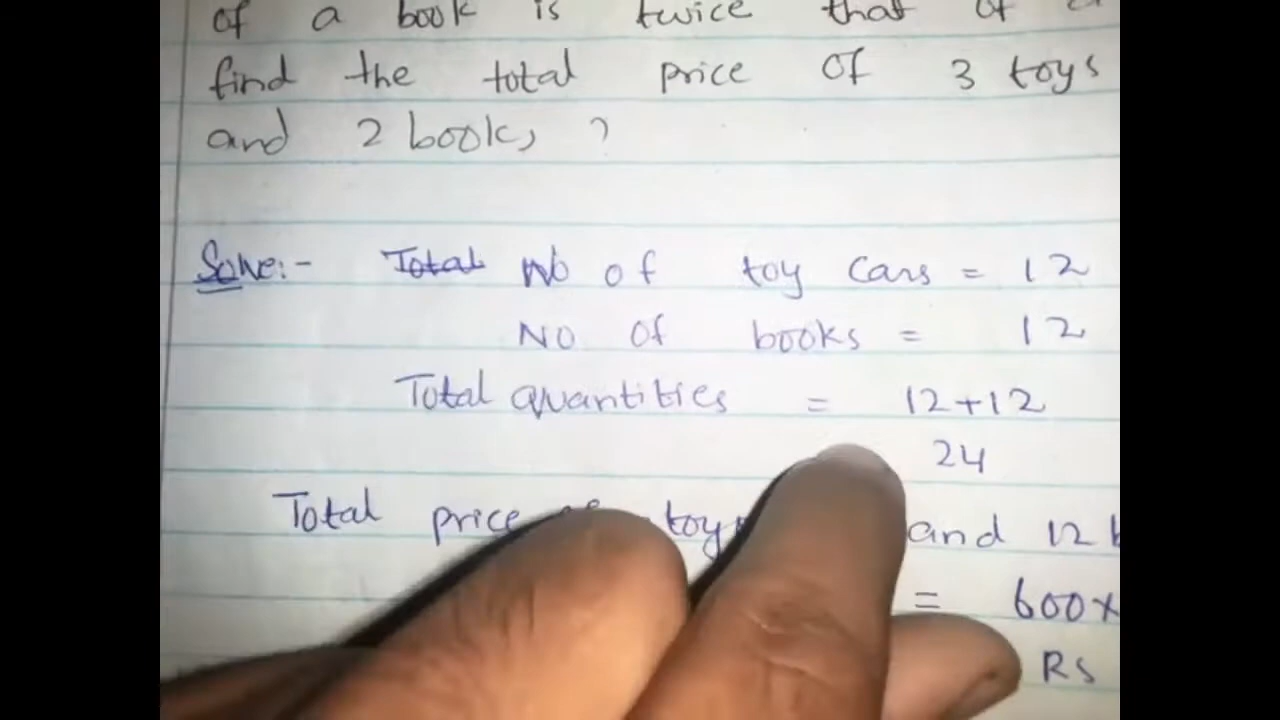 of a book is twice that of a
find the total price of 3 toys
and 2 books ?
Solve:- Total No of toy cars = 12
No of books = 12
Total quantities = 12+12
24
Total price toy and 12
= 600x
Rs